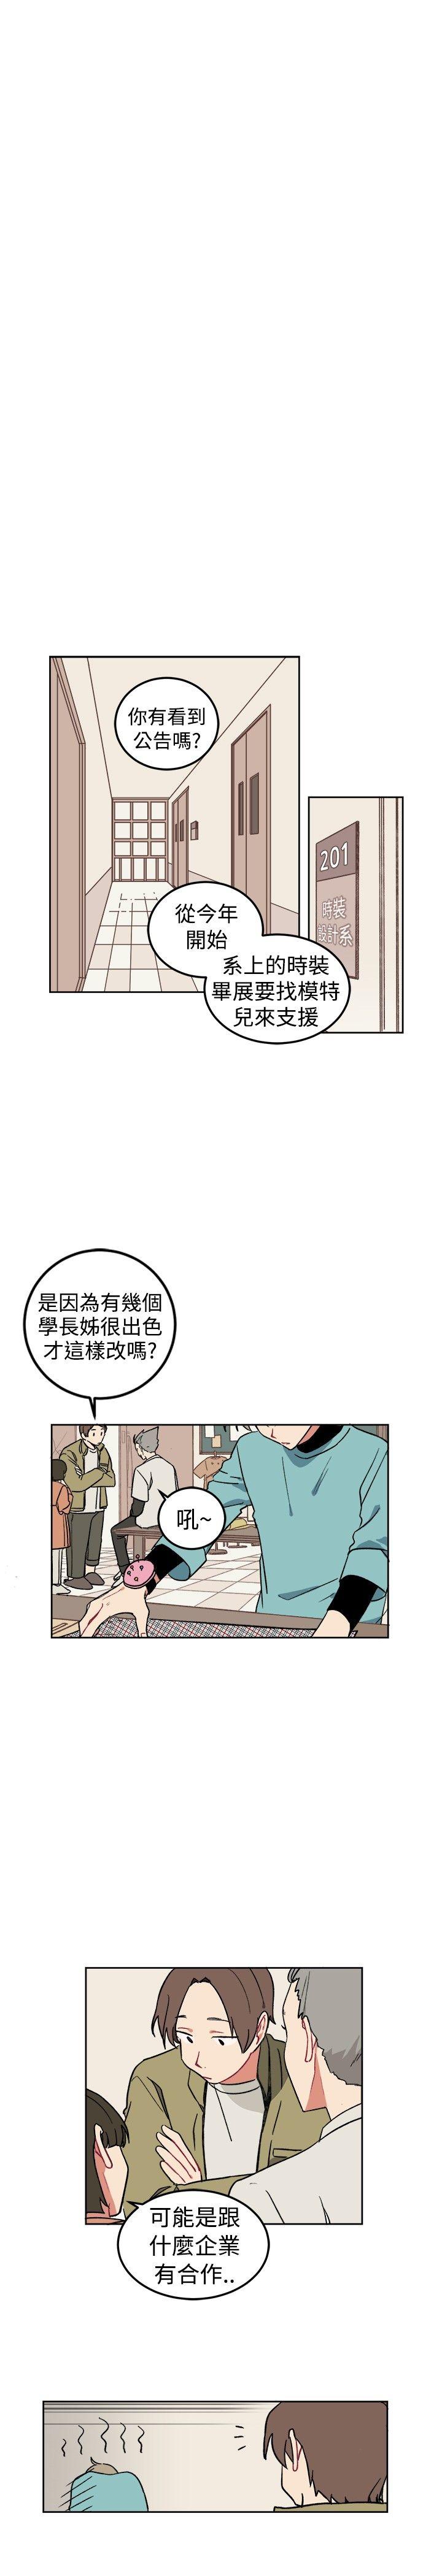 你有看到
公告嗎?
201
時裝
設計系
從今年
開始
系上的時裝
畢展要找模特
兒來支援
是因為有幾個
學長姊很出色
才這樣改嗎?
吼~
可能是跟
什麼企業
有合作..